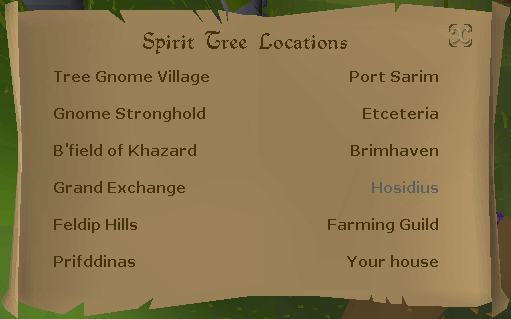 Spirit Tree Locations
Tree Gnome Village Port Sarim
Gnome Stronghold Etceteria
B'field of Khazard Brimhaven
Grand Exchange Hosidius
Feldip Hills Farming Guild
Prifddinas Your house